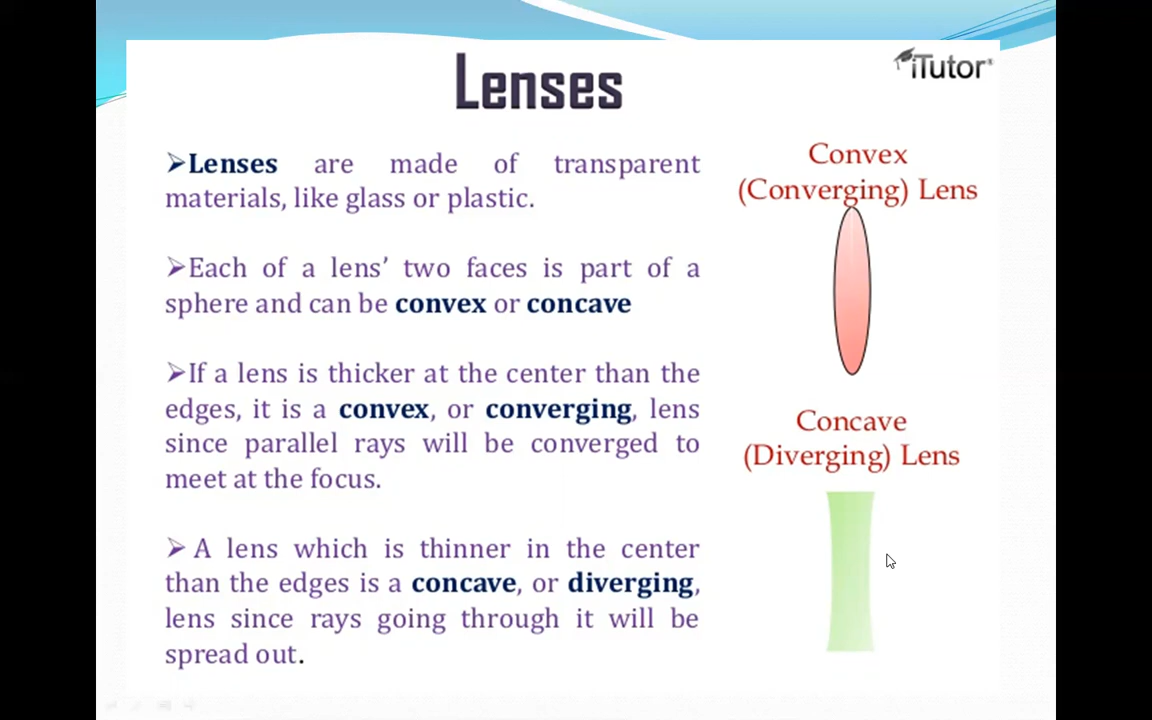 Lenses
iTutor®
➢Lenses are made of transparent
materials, like glass or plastic.
➢Each of a lens’ two faces is part of a
sphere and can be convex or concave
➢If a lens is thicker at the center than the
edges, it is a convex, or converging, lens
since parallel rays will be converged to
meet at the focus.
➢ A lens which is thinner in the center
than the edges is a concave, or diverging,
lens since rays going through it will be
spread out.
Convex
(Converging) Lens
Concave
(Diverging) Lens